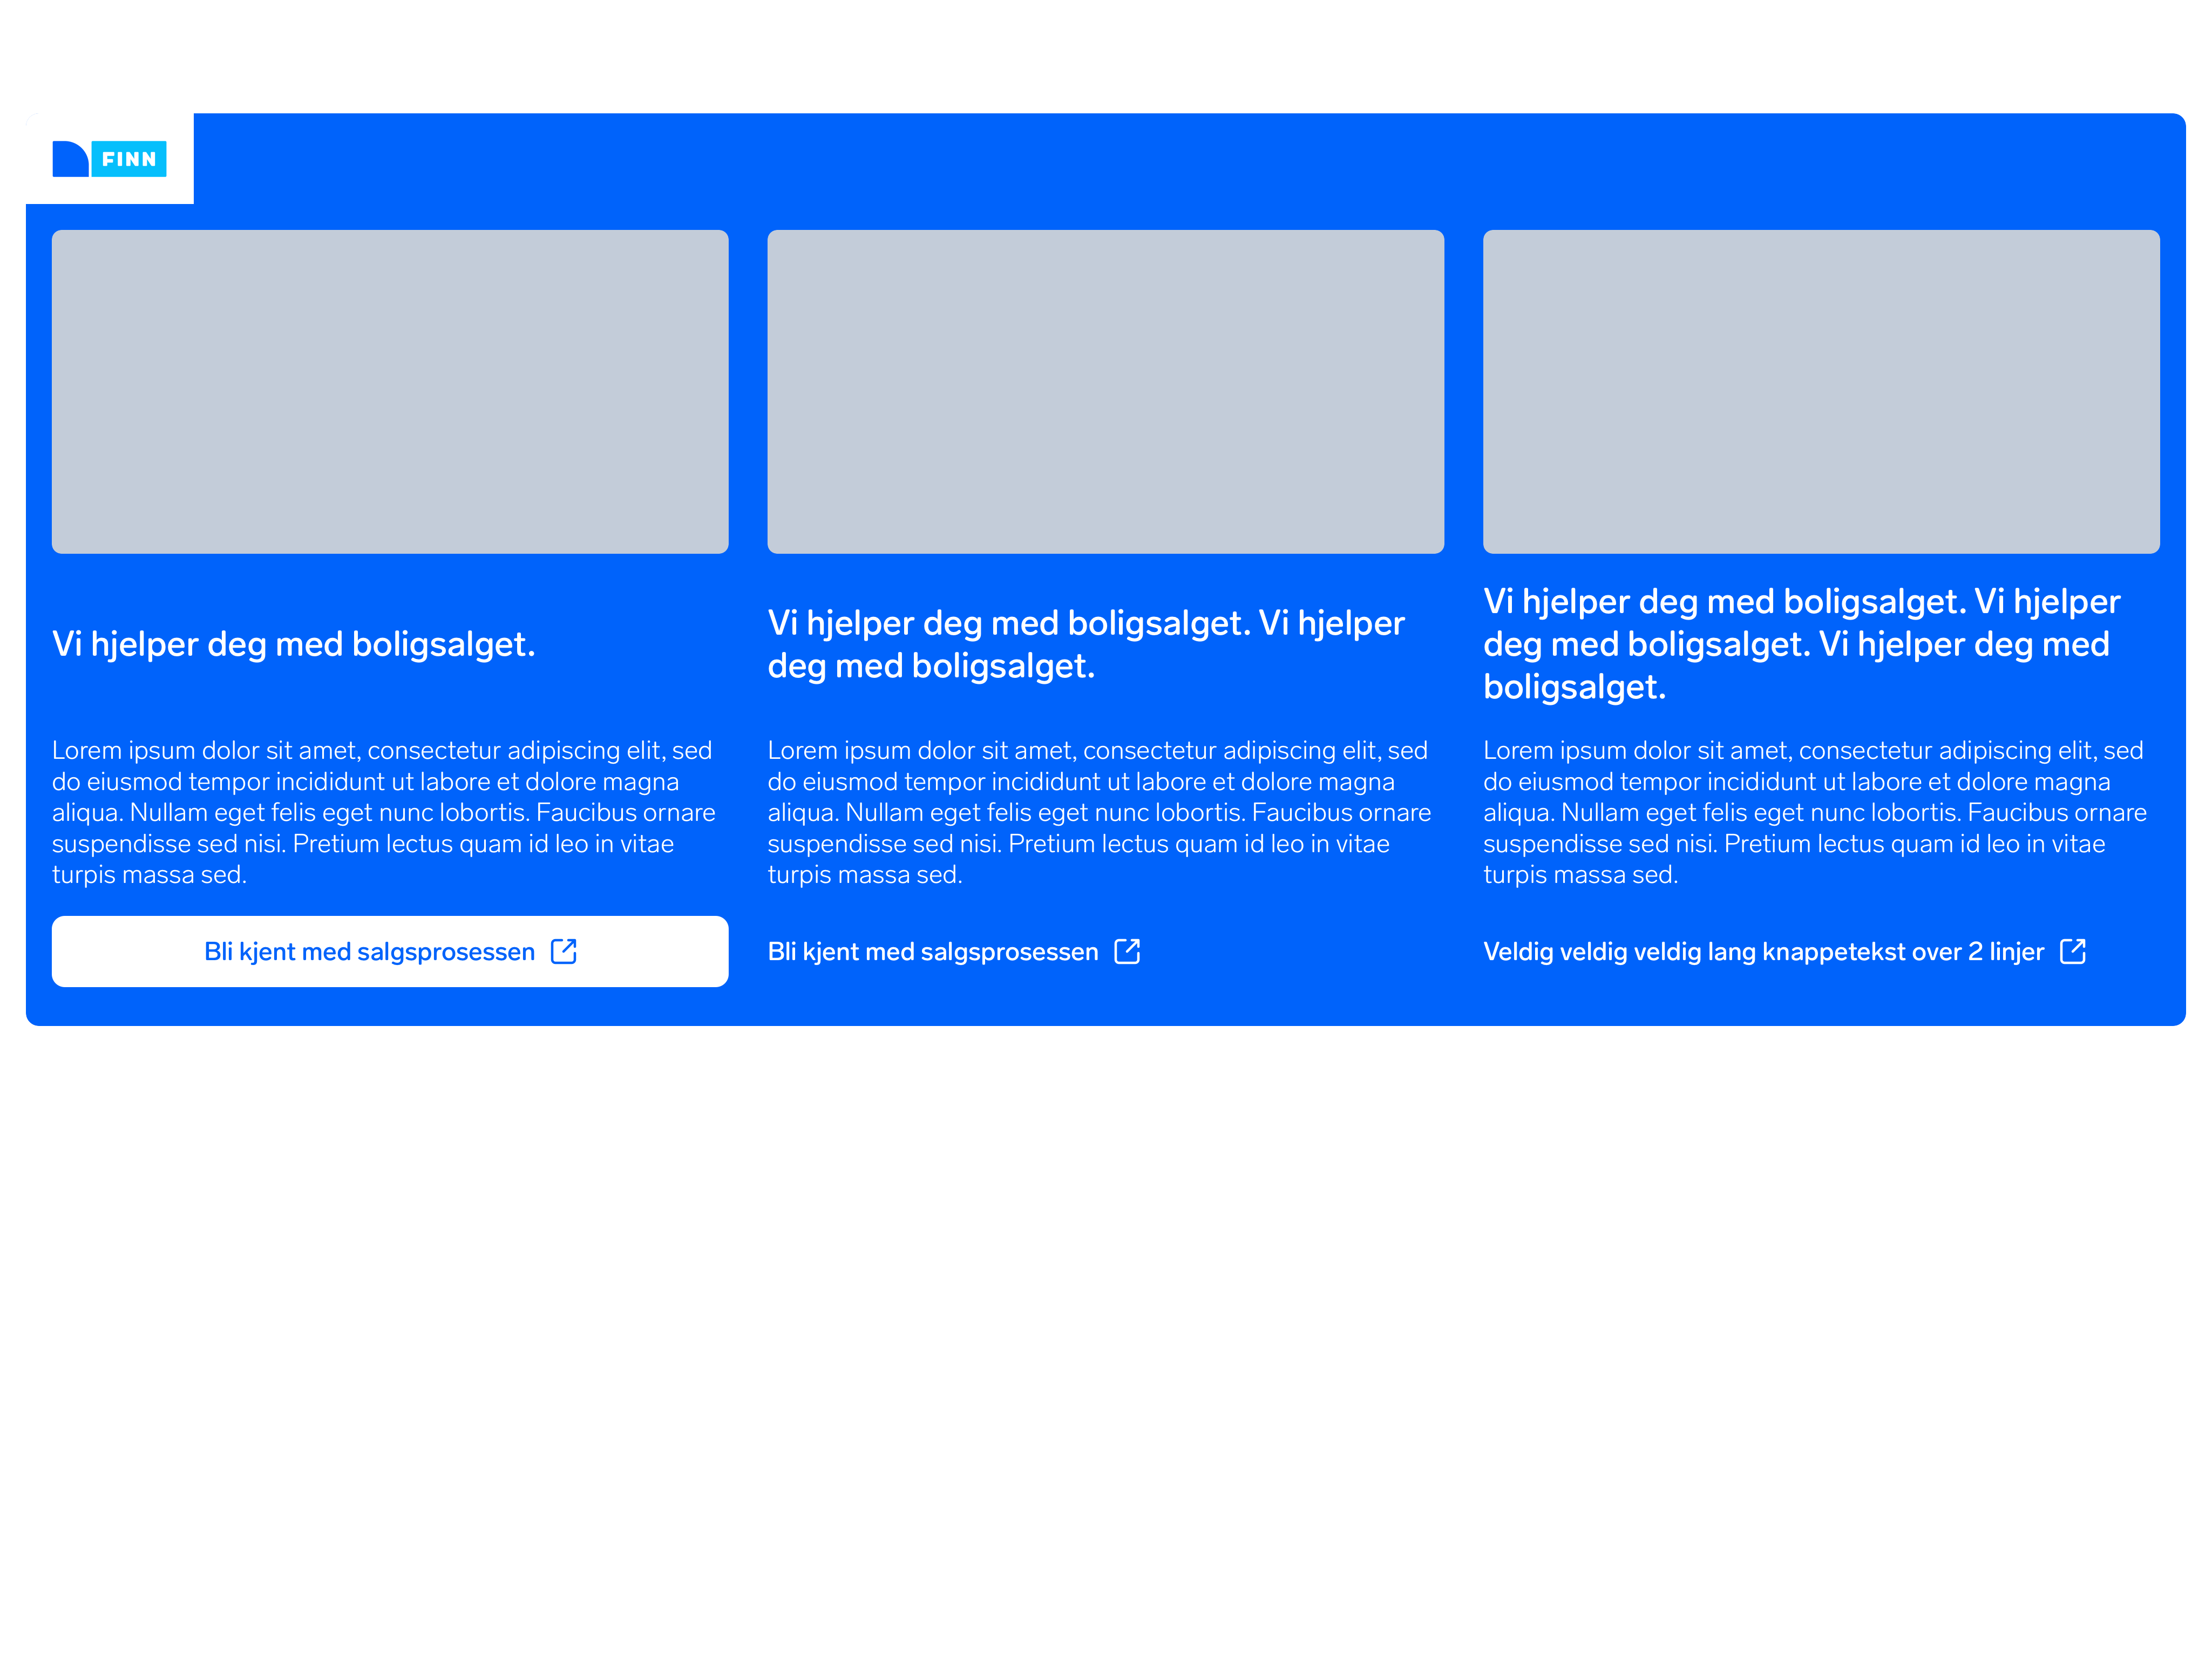 FINN
Vi hjelper deg med boligsalget.
Lorem ipsum dolor sit amet, consectetur adipiscing elit, sed
do eiusmod tempor incididunt ut labore et dolore magna
aliqua. Nullam eget felis eget nunc lobortis. Faucibus ornare
suspendisse sed nisi. Pretium lectus quam id leo in vitae
turpis massa sed.
Bli kjent med salgsprosessen
Vi hjelper deg med boligsalget. Vi hjelper
deg med boligsalget.
Lorem ipsum dolor sit amet, consectetur adipiscing elit, sed
do eiusmod tempor incididunt ut labore et dolore magna
aliqua. Nullam eget felis eget nunc lobortis. Faucibus ornare
suspendisse sed nisi. Pretium lectus quam id leo in vitae
turpis massa sed.
Bli kjent med salgsprosessen
Vi hjelper deg med boligsalget. Vi hjelper
deg med boligsalget. Vi hjelper deg med
boligsalget.
Lorem ipsum dolor sit amet, consectetur adipiscing elit, sed
do eiusmod tempor incididunt ut labore et dolore magna
aliqua. Nullam eget felis eget nunc lobortis. Faucibus ornare
suspendisse sed nisi. Pretium lectus quam id leo in vitae
turpis massa sed.
Veldig veldig veldig lang knappetekst over 2 linjer